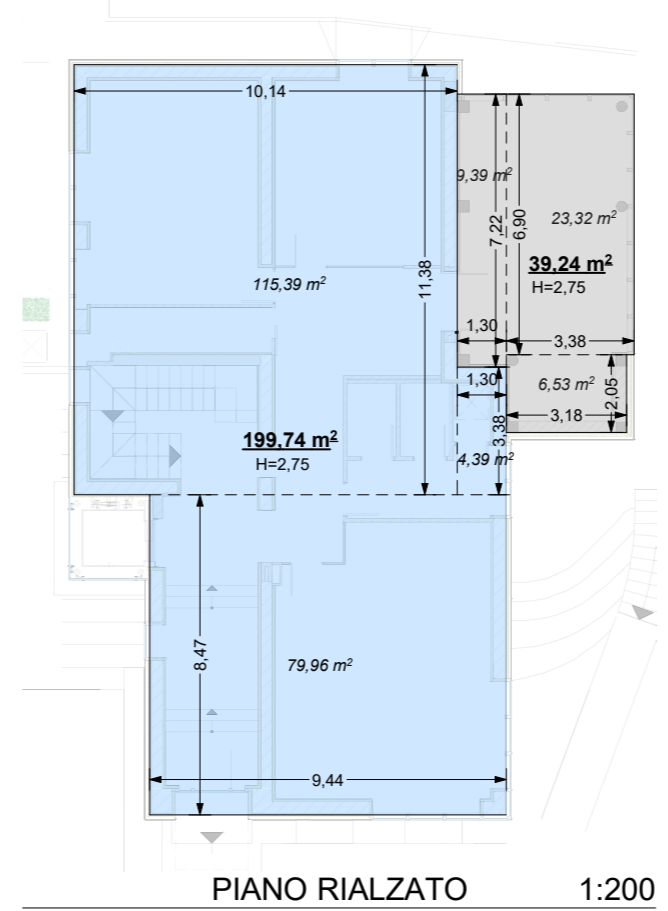 10,14
9,39 m²
23,32 m²
7,22
6,90
39,24 m²
H=2,75
115,39 m²
11,38
1,30
3,38
1,30
6,53 m²
2,05
3,18
3,38
199,74 m²
H=2,75
4,39 m²
8,47
79,96 m²
9,44
PIANO RIALZATO 1:200